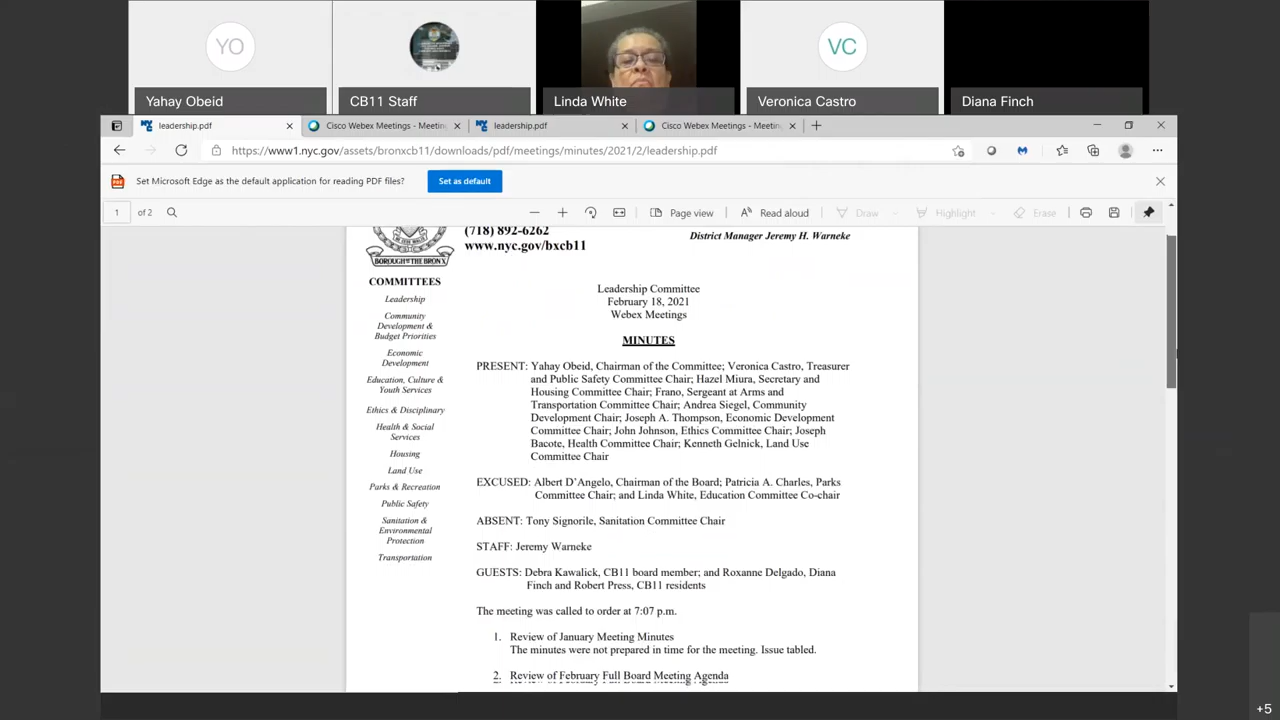 YO
VC
Yahay Obeid
CB11 Staff
Linda White
Veronica Castro
Diana Finch
leadership.pdf
Cisco Webex Meetings - Meetin
leadership.pdf
Cisco Webex Meetings - Meetin
https://www1.nyc.gov/assets/bronxcb11/downloads/pdf/meetings/minutes/2021/2/leadership.pdf
Set Microsoft Edge as the default application for reading PDF files?
Set as default
1 of 2
Page view
Read aloud
Draw
Highlight
Erase
(718) 892-6262
www.nyc.gov/bxcb11
District Manager Jeremy H. Warneke
BOROUGH OF THE BRONX
COMMITTEES
Leadership
Community
Development &
Budget Priorities
Economic
Development
Education, Culture &
Youth Services
Ethics & Disciplinary
Health & Social
Services
Housing
Land Use
Parks & Recreation
Public Safety
Sanitation &
Environmental
Protection
Transportation
Leadership Committee
February 18, 2021
Webex Meetings
MINUTES
PRESENT: Yahay Obeid, Chairman of the Committee; Veronica Castro, Treasurer
and Public Safety Committee Chair; Hazel Miura, Secretary and
Housing Committee Chair; Frano, Sergeant at Arms and
Transportation Committee Chair; Andrea Siegel, Community
Development Chair; Joseph A. Thompson, Economic Development
Committee Chair; John Johnson, Ethics Committee Chair; Joseph
Bacote, Health Committee Chair; Kenneth Gelnick, Land Use
Committee Chair
EXCUSED: Albert D'Angelo, Chairman of the Board; Patricia A. Charles, Parks
Committee Chair; and Linda White, Education Committee Co-chair
ABSENT: Tony Signorile, Sanitation Committee Chair
STAFF: Jeremy Warneke
GUESTS: Debra Kawalick, CB11 board member; and Roxanne Delgado, Diana
Finch and Robert Press, CB11 residents
The meeting was called to order at 7:07 p.m.
1. Review of January Meeting Minutes
The minutes were not prepared in time for the meeting. Issue tabled.
2. Review of February Full Board Meeting Agenda
+5